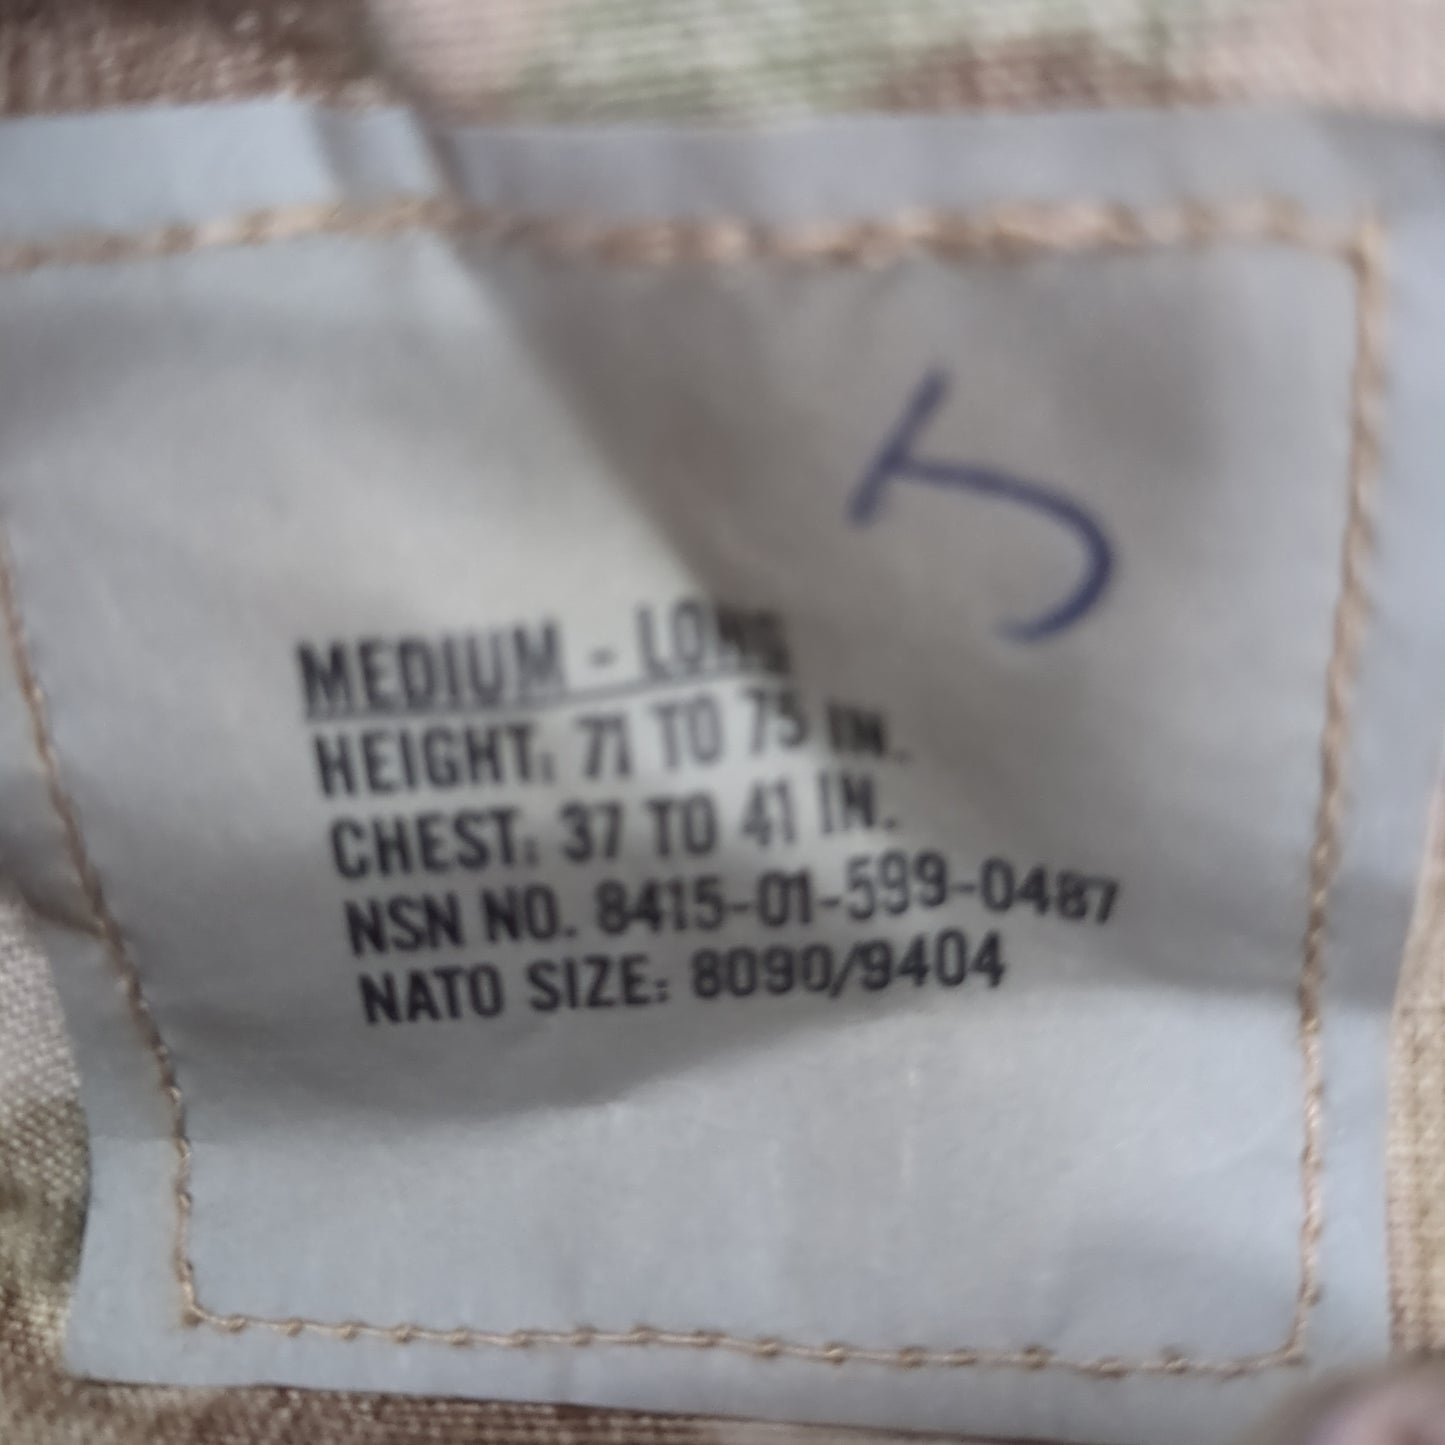 MEDIUM - LONG
HEIGHT: 71 TO 75 IN.
CHEST: 37 TO 41 IN.
NSN NO. 8415-01-599-0487
NATO SIZE: 8090/9404